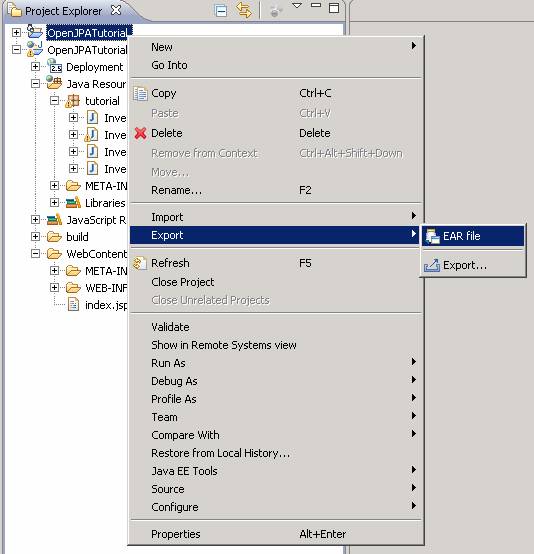 Project Explorer
OpenJPATutorial
OpenJPATutorial
Deployment
Java Resour
tutorial
Inve
Inve
Inve
Inve
META-IN
Libraries
JavaScript R
build
WebContent
META-IN
WEB-INF
index.jsp
New
Go Into
Copy Ctrl+C
Paste Ctrl+V
Delete Delete
Remove from Context Ctrl+Alt+Shift+Down
Move...
Rename... F2
Import
Export
EAR file
Export...
Refresh F5
Close Project
Close Unrelated Projects
Validate
Show in Remote Systems view
Run As
Debug As
Profile As
Team
Compare With
Restore from Local History...
Java EE Tools
Source
Configure
Properties Alt+Enter